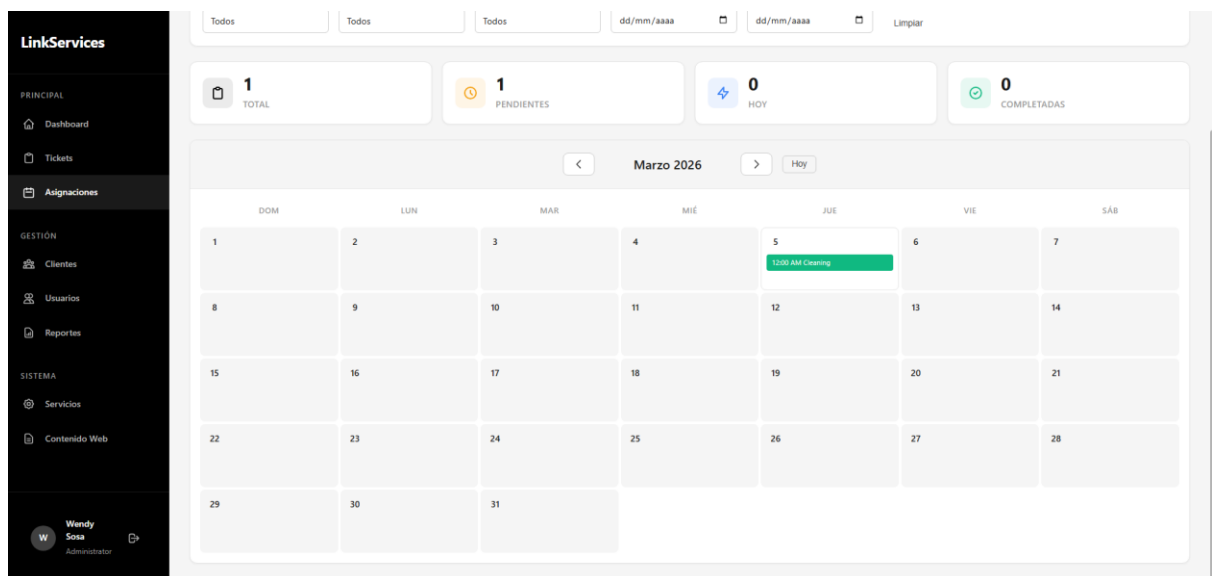 LinkServices
PRINCIPAL
Dashboard
Tickets
Asignaciones
GESTIÓN
Clientes
Usuarios
Reportes
SISTEMA
Servicios
Contenido Web
W
Wendy
Sosa
Administrator
Todos Todos Todos dd/mm/aaaa dd/mm/aaaa Limpiar
1 TOTAL
1 PENDIENTES
0 HOY
0 COMPLETADAS
Marzo 2026 Hoy
DOM LUN MAR MIÉ JUE VIE SÁB
1 2 3 4 5 6 7
12:00 AM Cleaning
8 9 10 11 12 13 14
15 16 17 18 19 20 21
22 23 24 25 26 27 28
29 30 31